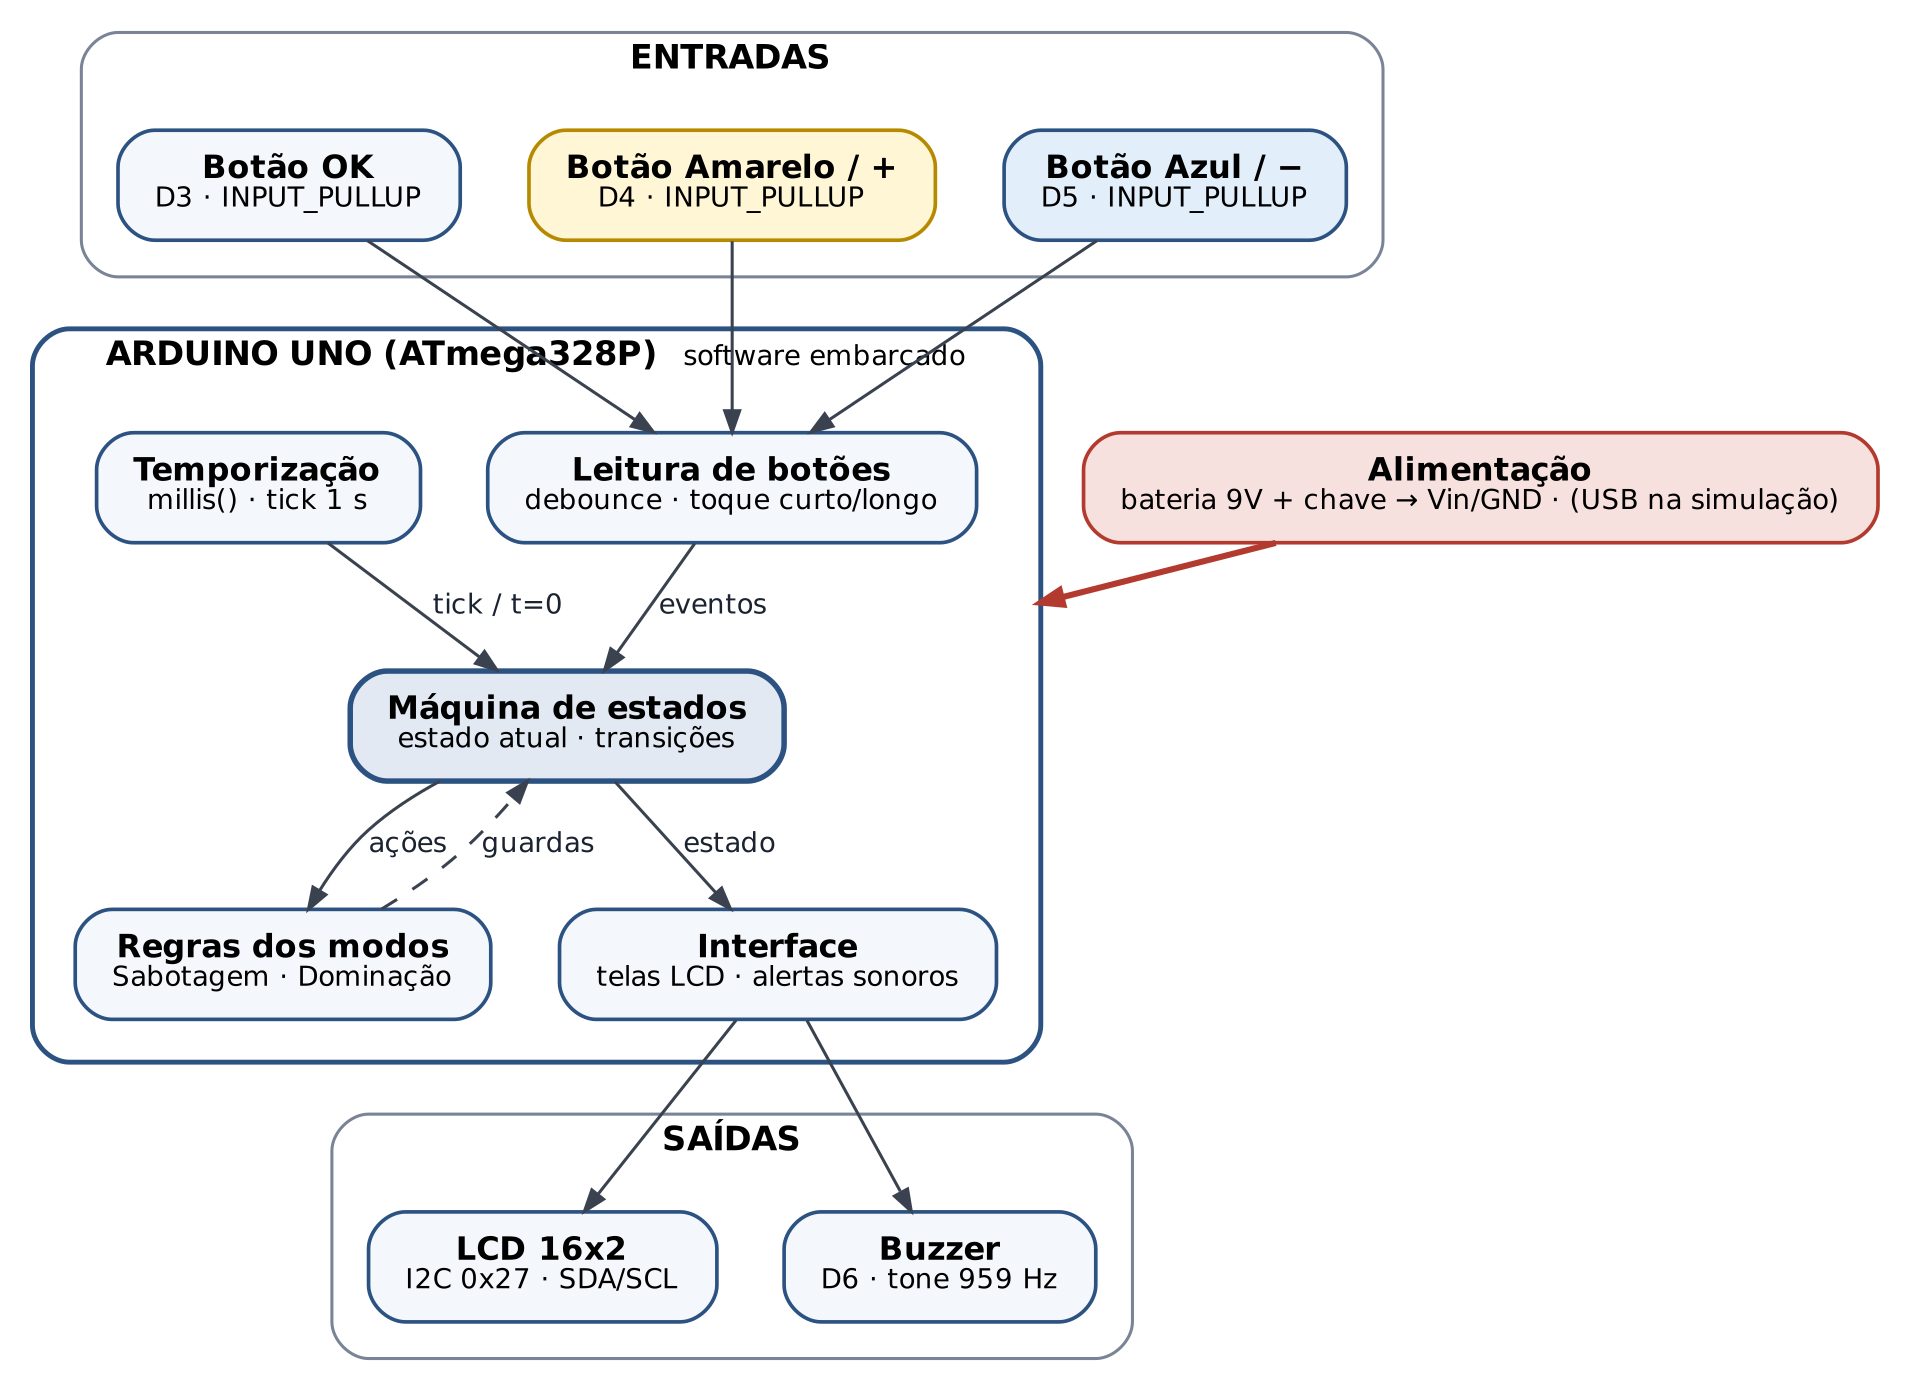 ENTRADAS
Botão OK
D3 · INPUT_PULLUP
Botão Amarelo / +
D4 · INPUT_PULLUP
Botão Azul / −
D5 · INPUT_PULLUP
ARDUINO UNO (ATmega328P) software embarcado
Temporização
millis() · tick 1 s
Leitura de botões
debounce · toque curto/longo
Alimentação
bateria 9V + chave → Vin/GND · (USB na simulação)
tick / t=0
eventos
Máquina de estados
estado atual · transições
ações
guardas
estado
Regras dos modos
Sabotagem · Dominação
Interface
telas LCD · alertas sonoros
SAÍDAS
LCD 16x2
I2C 0x27 · SDA/SCL
Buzzer
D6 · tone 959 Hz